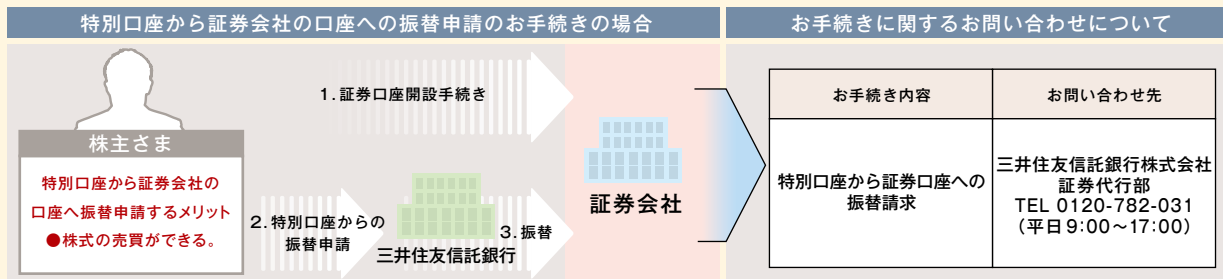 特別口座から証券会社の口座への振替申請のお手続きの場合
株主さま
特別口座から証券会社の
口座へ振替申請するメリット
●株式の売買ができる。
1.証券口座開設手続き
2.特別口座からの
振替申請
三井住友信託銀行
3.振替
証券会社
お手続きに関するお問い合わせについて
お手続き内容
お問い合わせ先
特別口座から証券口座への
振替請求
三井住友信託銀行株式会社
証券代行部
TEL 0120-782-031
（平日9:00～17:00）